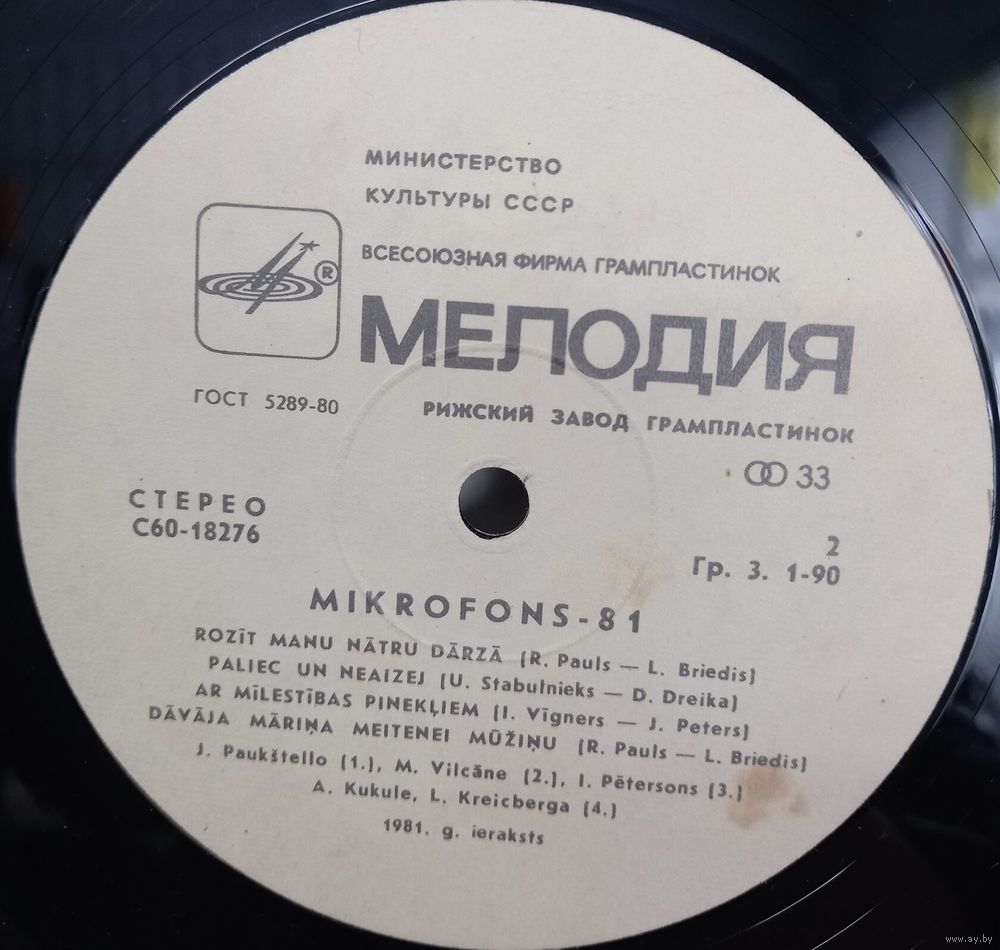 МИНИСТЕРСТВО
КУЛЬТУРЫ СССР
ВСЕСОЮЗНАЯ ФИРМА ГРАМПЛАСТИНОК
®
МЕЛОДИЯ
ГОСТ 5289-80
РИЖСКИЙ ЗАВОД ГРАМПЛАСТИНОК
33
СТЕРЕО
С60-18276
2
Гр. 3. 1-90
MIKROFONS-81
ROZĪT MANU NĀTRU DĀRZĀ (R. Pauls — L. Briedis)
PALIEC UN NEAIZEJ (U. Stabulnieks — D. Dreika)
AR MĪLESTĪBAS PINEKĻIEM (I. Vīgners — J. Peters)
DĀVĀJA MĀRIŅA MEITENEI MŪŽIŅU (R. Pauls — L. Briedis)
J. Paukštello (1.), M. Vilcāne (2.), I. Pētersons (3.)
A. Kukule, L. Kreicberga (4.)
1981. g. ieraksts
www.ay.by